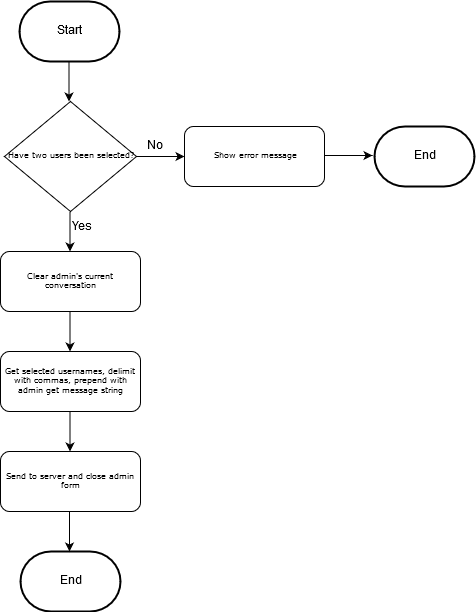 Start
Have two users been selected?
No
Show error message
End
Yes
Clear admin's current
conversation
Get selected usernames, delimit
with commas, prepend with
admin get message string
Send to server and close admin
form
End